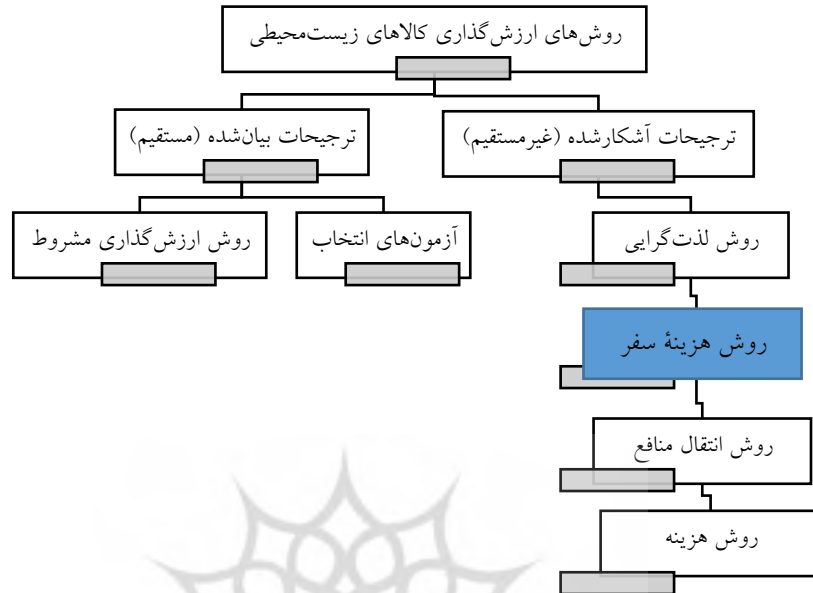 روش‌های ارزش‌گذاری کالاهای زیست‌محیطی
ترجیحات آشکارشده (غیرمستقیم)
ترجیحات بیان‌شده (مستقیم)
روش لذت‌گرایی
آزمون‌های انتخاب
روش ارزش‌گذاری مشروط
روش هزینهٔ سفر
روش انتقال منافع
روش هزینه